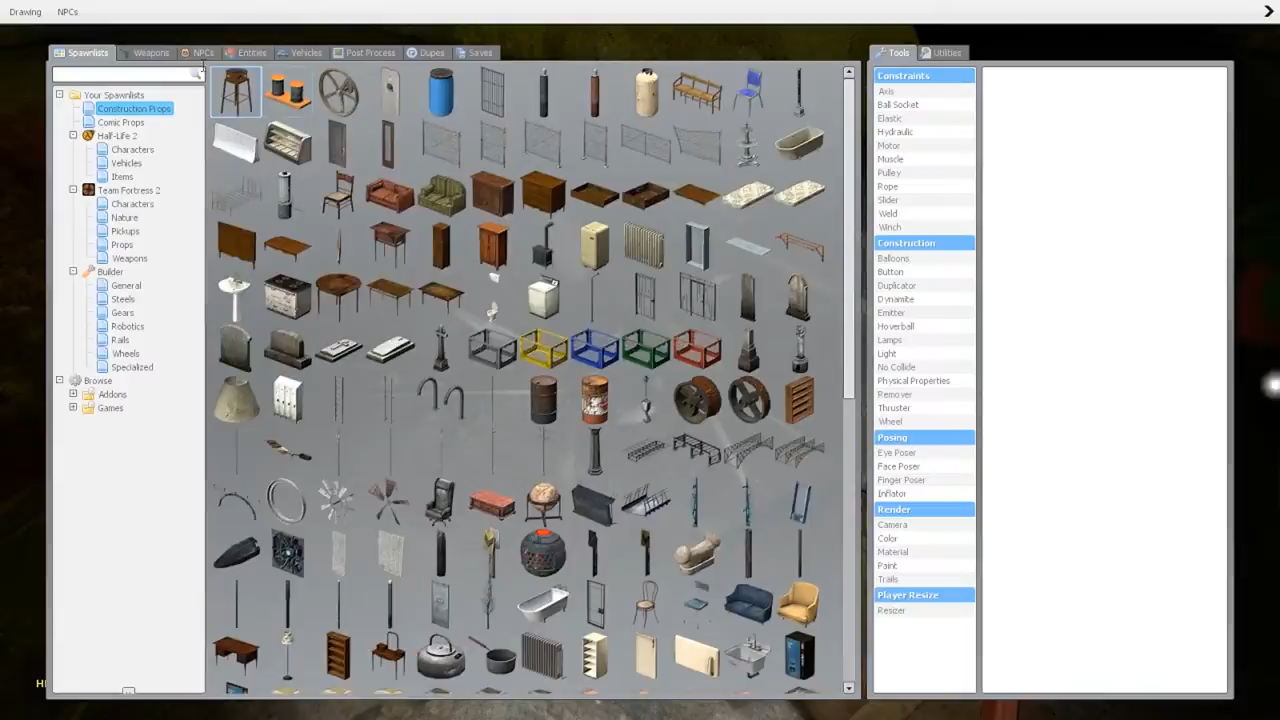 Drawing NPCs
Spawnlists Weapons NPCs Entities Vehicles Post Process Dupes Saves
Tools Utilities
Your Spawnlists
Construction Props
Comic Props
Half-Life 2
Characters
Vehicles
Items
Team Fortress 2
Characters
Nature
Pickups
Props
Weapons
Builder
General
Steels
Gears
Robotics
Rails
Wheels
Specialized
Browse
Addons
Games
Constraints
Axis
Ball Socket
Elastic
Hydraulic
Motor
Muscle
Pulley
Rope
Slider
Weld
Winch
Construction
Balloons
Button
Duplicator
Dynamite
Emitter
Hoverball
Lamps
Light
No Collide
Physical Properties
Remover
Thruster
Wheel
Posing
Eye Poser
Face Poser
Finger Poser
Inflator
Render
Camera
Color
Material
Paint
Trails
Player Resize
Resizer